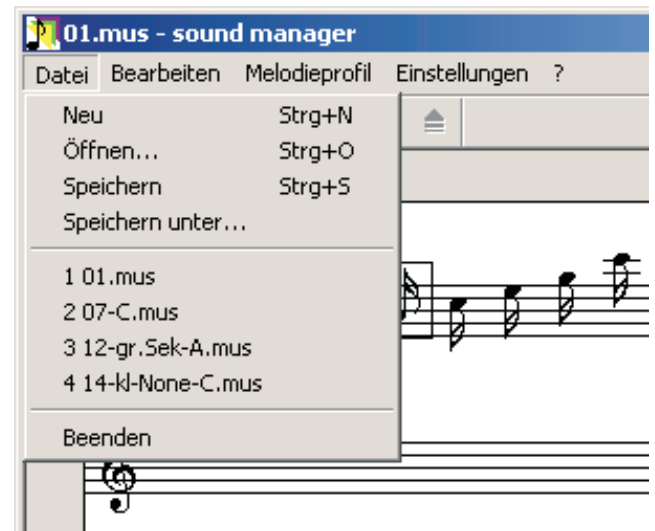 01.mus - sound manager
Datei Bearbeiten Melodieprofil Einstellungen ?
Neu Strg+N
Öffnen... Strg+O
Speichern Strg+S
Speichern unter...
1 01.mus
2 07-C.mus
3 12-gr.Sek-A.mus
4 14-kl-None-C.mus
Beenden